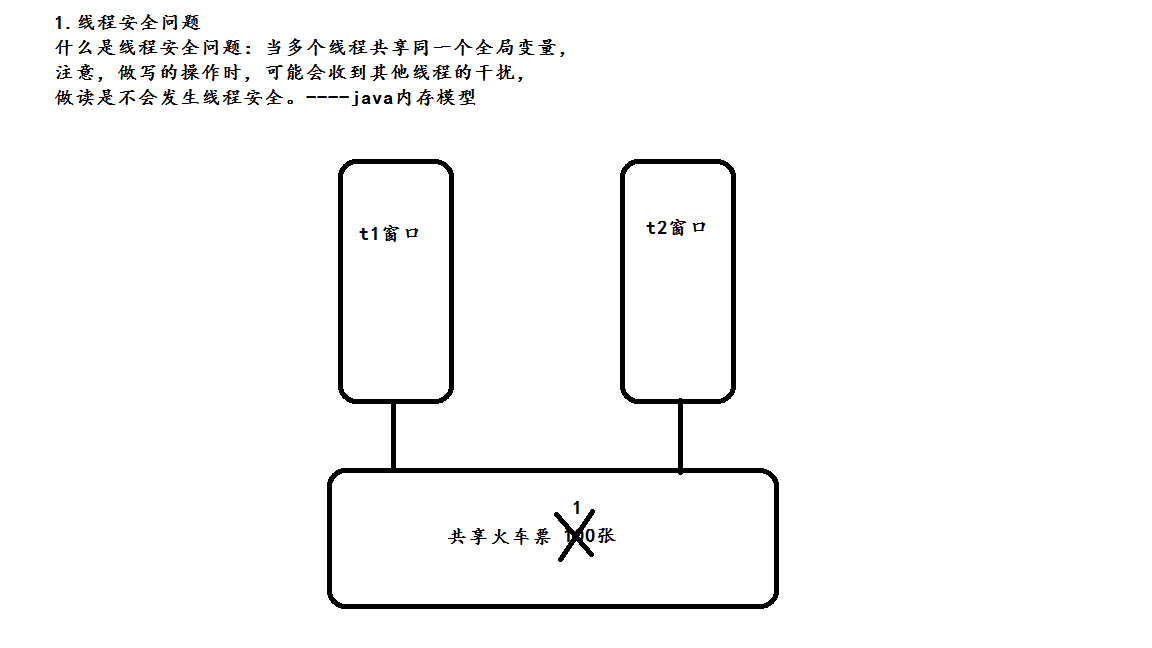 1.线程安全问题
什么是线程安全问题：当多个线程共享同一个全局变量，
注意，做写的操作时，可能会收到其他线程的干扰，
做读是不会发生线程安全。----java内存模型
t1窗口
t2窗口
1
共享火车票 100张